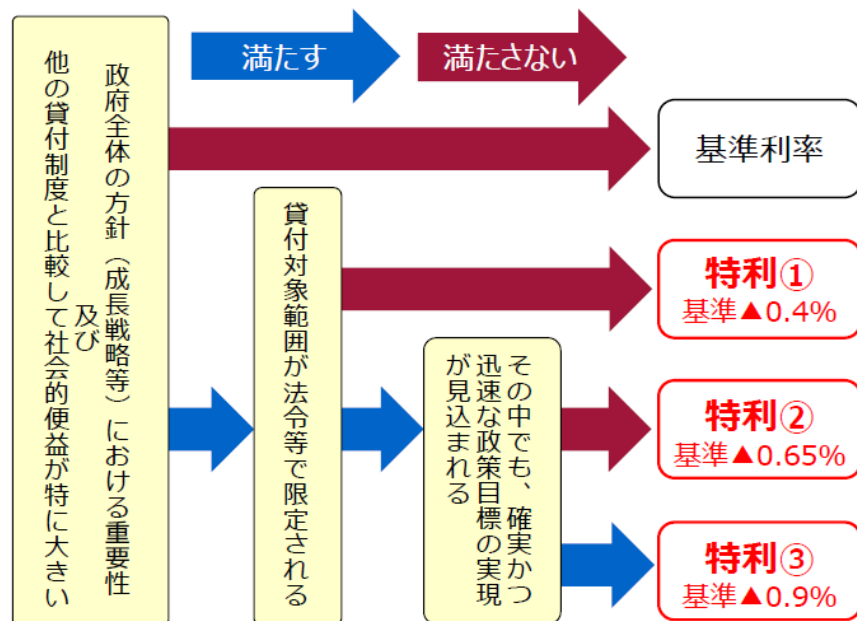 満たす
満たさない
政府全体の方針（成長戦略等）における重要性
及び
他の貸付制度と比較して社会的便益が特に大きい
基準利率
貸付対象範囲が法令等で限定される
特利①
基準▲0.4%
その中でも、確実かつ
迅速な政策目標の実現
が見込まれる
特利②
基準▲0.65%
特利③
基準▲0.9%